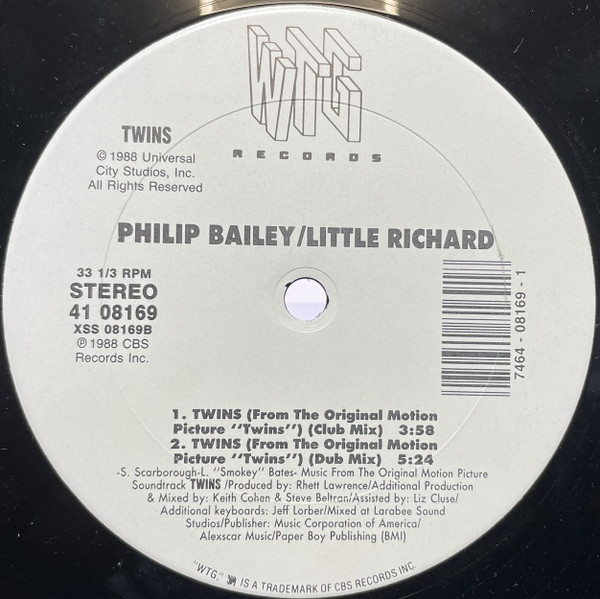 WTG
RECORDS
TWINS
© 1988 Universal
City Studios, Inc.
All Rights Reserved
PHILIP BAILEY/LITTLE RICHARD
33 1/3 RPM
STEREO
41 08169
XSS 08169B
℗ 1988 CBS
Records Inc.
7464 - 08169 - 1
1. TWINS (From The Original Motion
Picture "Twins") (Club Mix) 3:58
2. TWINS (From The Original Motion
Picture "Twins") (Dub Mix) 5:24
-S. Scarborough-L. "Smokey" Bates- Music From The Original Motion Picture
Soundtrack TWINS /Produced by: Rhett Lawrence/Additional Production
& Mixed by: Keith Cohen & Steve Beltran/Assisted by: Liz Cluse/
Additional keyboards: Jeff Lorber/Mixed at Larabee Sound
Studios/Publisher: Music Corporation of America/
Alexscar Music/Paper Boy Publishing (BMI)
"WTG," IS A TRADEMARK OF CBS RECORDS INC.